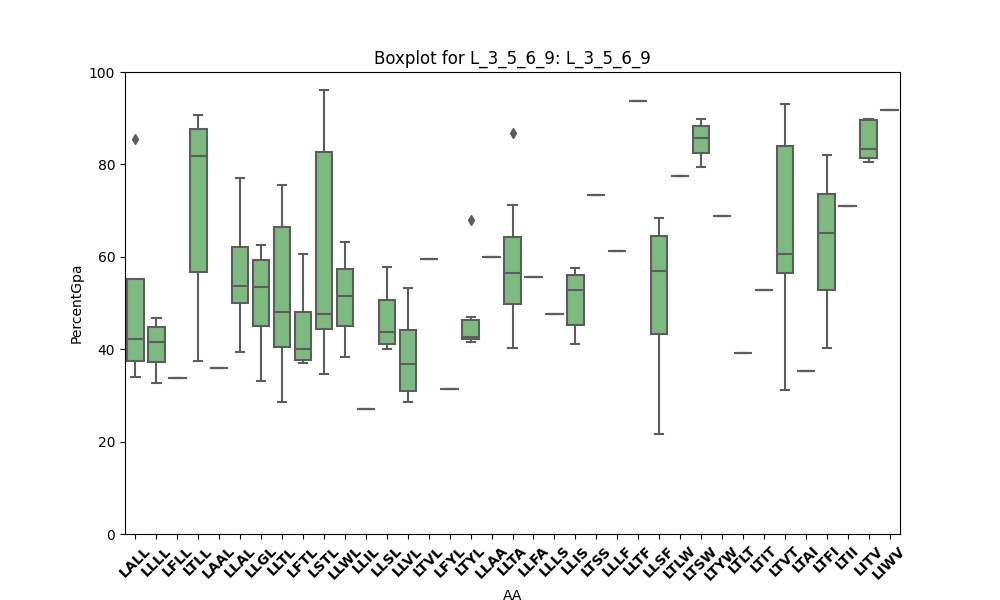 Boxplot for L_3_5_6_9: L_3_5_6_9
100
80
60
40
20
0
PercentGpa
LALL LLLL LFLL LTLL LAAL LLAL LLGL LLTL LFTL LSTL LLWL LLIL LLSL LLVL LTVL LFYL LTYL LLAA LLTA LLFA LLLS LLIS LTSS LLLF LLTF LLSF LTLW LTSW LTYW LTLT LTIT LTVT LTAI LTFI LTII LITV LIWV
AA